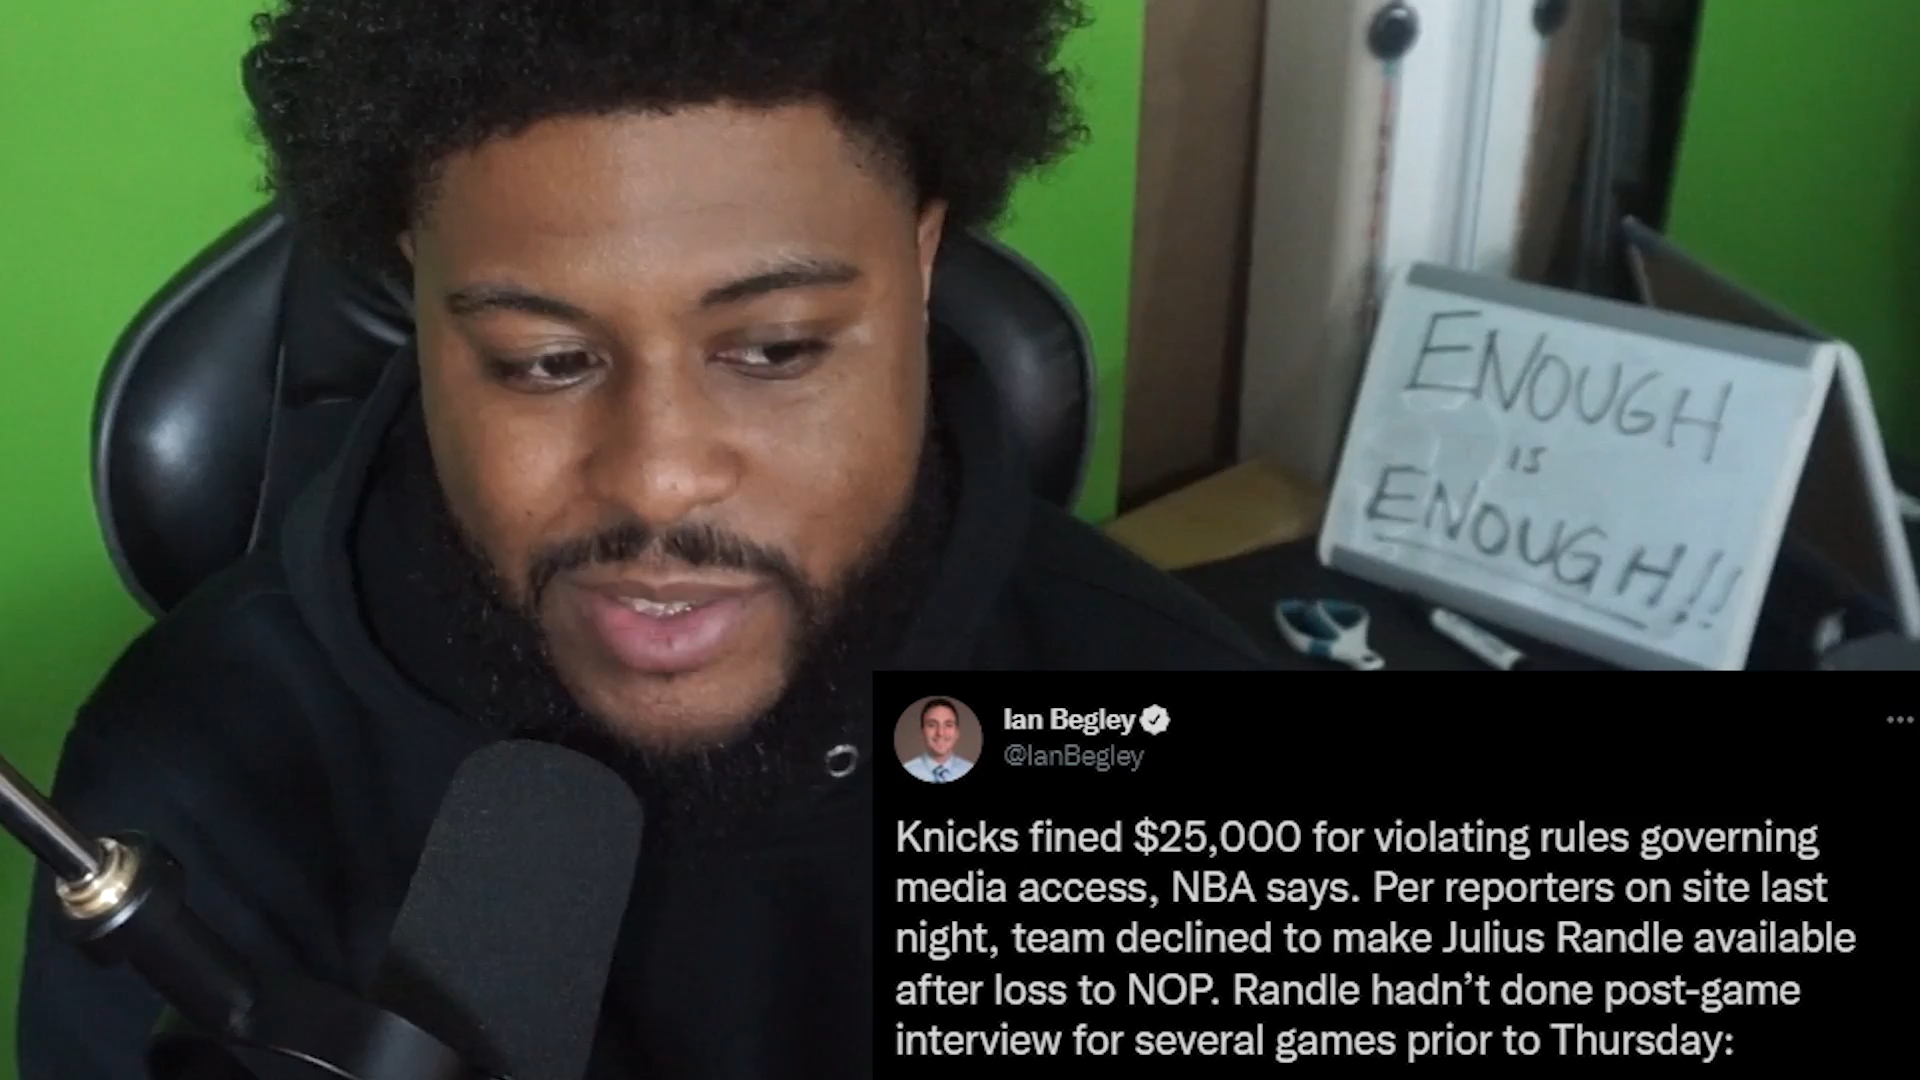 ENOUGH
IS
ENOUGH!!
Ian Begley
@IanBegley
Knicks fined $25,000 for violating rules governing
media access, NBA says. Per reporters on site last
night, team declined to make Julius Randle available
after loss to NOP. Randle hadn’t done post-game
interview for several games prior to Thursday: